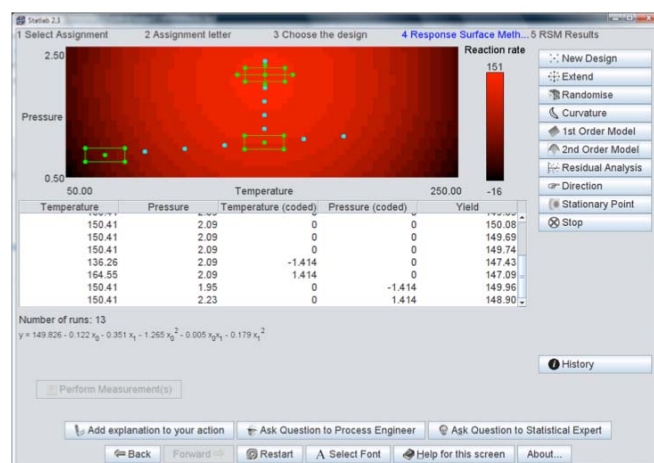 Statlab 2.3
1 Select Assignment 2 Assignment letter 3 Choose the design 4 Response Surface Meth... 5 RSM Results
Reaction rate
2.50
151
Pressure
0.50
50.00 Temperature 250.00 -16
New Design
Extend
Randomise
Curvature
1st Order Model
2nd Order Model
Residual Analysis
Direction
Stationary Point
Stop
Temperature Pressure Temperature (coded) Pressure (coded) Yield
150.41 2.09 0 0 150.08
150.41 2.09 0 0 149.69
150.41 2.09 0 0 149.74
136.26 2.09 -1.414 0 147.43
164.55 2.09 1.414 0 147.09
150.41 1.95 0 -1.414 149.96
150.41 2.23 0 1.414 148.90
Number of runs: 13
y = 149.826 - 0.122 x₀ - 0.351 x₁ - 1.265 x₀² - 0.005 x₀x₁ - 0.179 x₁²
History
Perform Measurement(s)
Add explanation to your action Ask Question to Process Engineer Ask Question to Statistical Expert
Back Forward Restart Select Font Help for this screen About...